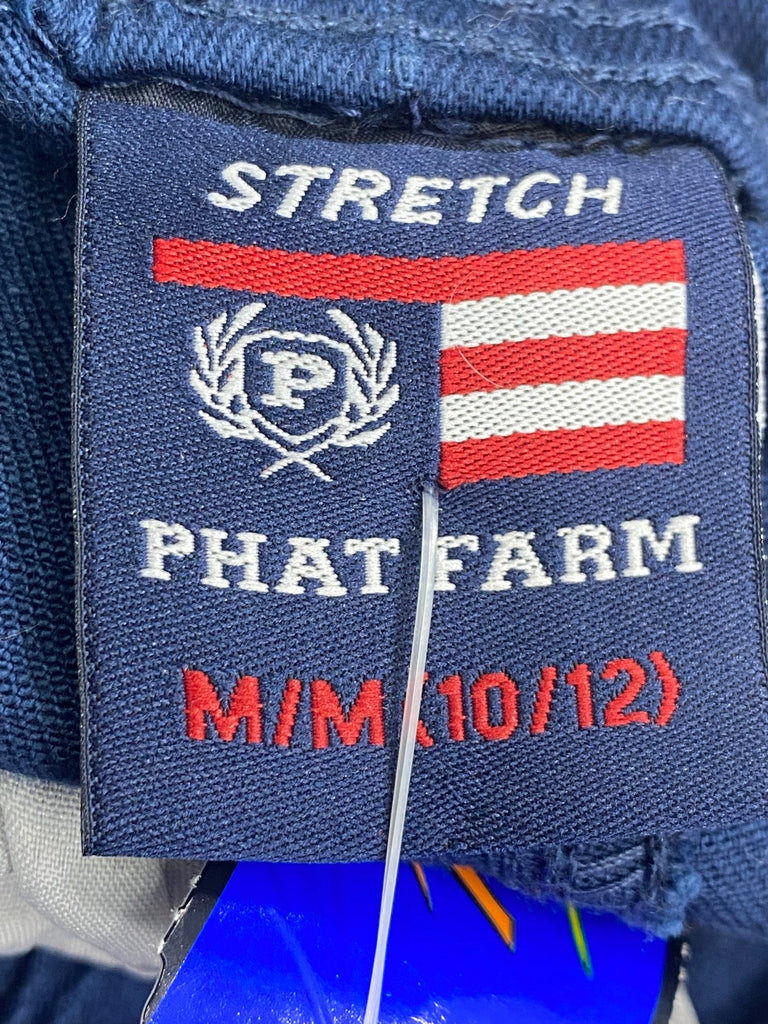 STRETCH
P
PHAT FARM
M/M (10/12)